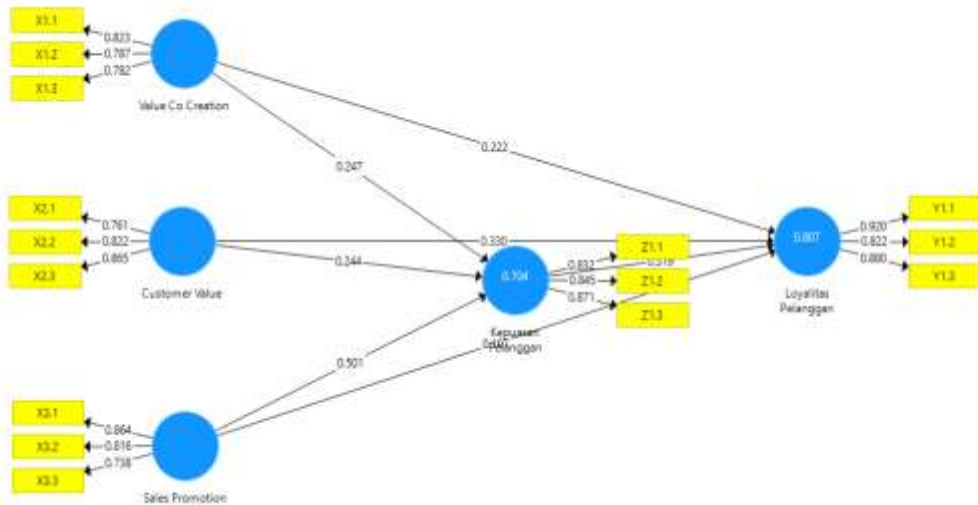 X1.1
0.823
X1.2
0.787
X1.3
0.792
Value Co Creation
0.222
0.247
X2.1
0.761
X2.2
0.822
X2.3
0.865
Customer Value
0.330
0.244
Z1.1
0.832
Z1.2
0.845
Z1.3
0.871
0.704
Kepuasan
Pelanggan
0.807
Loyalitas
Pelanggan
Y1.1
0.920
Y1.2
0.822
Y1.3
0.501
X3.1
0.864
X3.2
0.816
X3.3
0.738
Sales Promotion